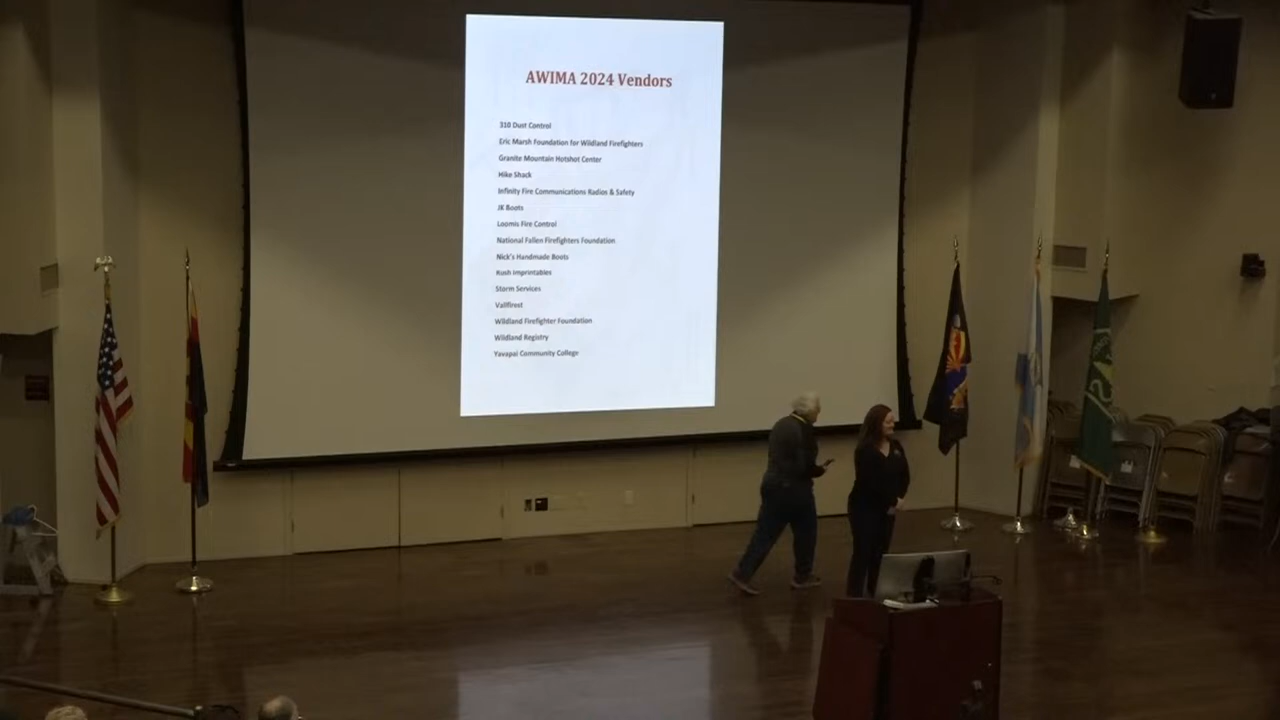 AWIMA 2024 Vendors
310 Dust Control
Eric Marsh Foundation for Wildland Firefighters
Granite Mountain Hotshot Center
Hike Shack
Infinity Fire Communications Radios & Safety
JK Boots
Loomis Fire Control
National Fallen Firefighters Foundation
Nick's Handmade Boots
Rush Imprintables
Storm Services
Vallfirest
Wildland Firefighter Foundation
Wildland Registry
Yavapai Community College